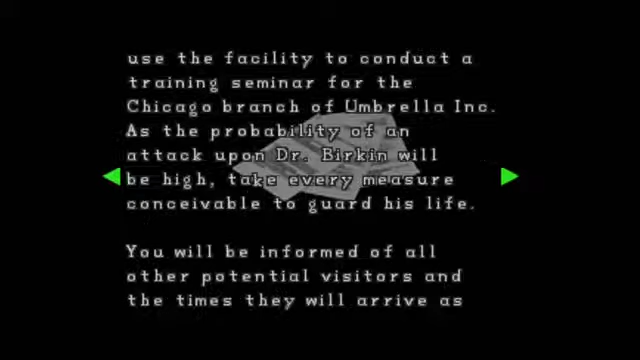 use the facility to conduct a
training seminar for the
Chicago branch of Umbrella Inc.
As the probability of an
attack upon Dr. Birkin will
be high, take every measure
conceivable to guard his life.
You will be informed of all
other potential visitors and
the times they will arrive as